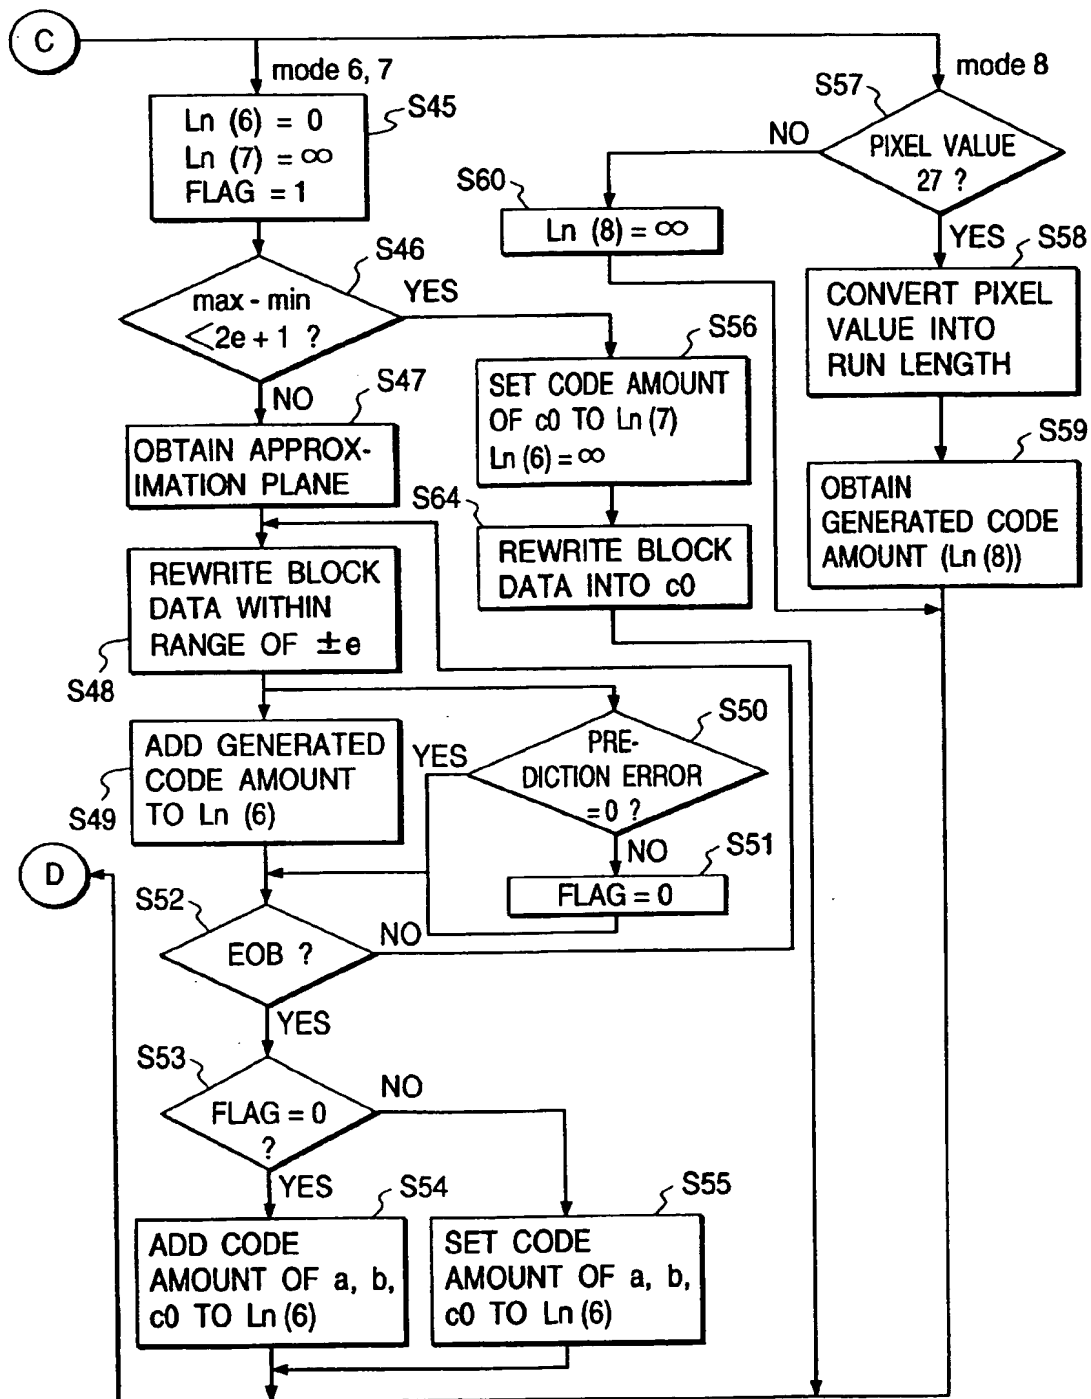 C
mode 6, 7
mode 8
S45
Ln (6) = 0
Ln (7) = ∞
FLAG = 1
S57
PIXEL VALUE
27 ?
NO
YES
S60
Ln (8) = ∞
S58
CONVERT PIXEL
VALUE INTO
RUN LENGTH
S46
max - min
<2e + 1 ?
YES
NO
S56
SET CODE AMOUNT
OF c0 TO Ln (7)
Ln (6) = ∞
S47
OBTAIN APPROX-
IMATION PLANE
S59
OBTAIN
GENERATED CODE
AMOUNT (Ln (8))
S64
REWRITE BLOCK
DATA INTO c0
REWRITE BLOCK
DATA WITHIN
RANGE OF ±e
S48
S50
PRE-
DICTION ERROR
= 0 ?
YES
NO
ADD GENERATED
CODE AMOUNT
TO Ln (6)
S49
S51
FLAG = 0
D
S52
EOB ?
NO
YES
S53
FLAG = 0
?
NO
YES
S54
ADD CODE
AMOUNT OF a, b,
c0 TO Ln (6)
S55
SET CODE
AMOUNT OF a, b,
c0 TO Ln (6)